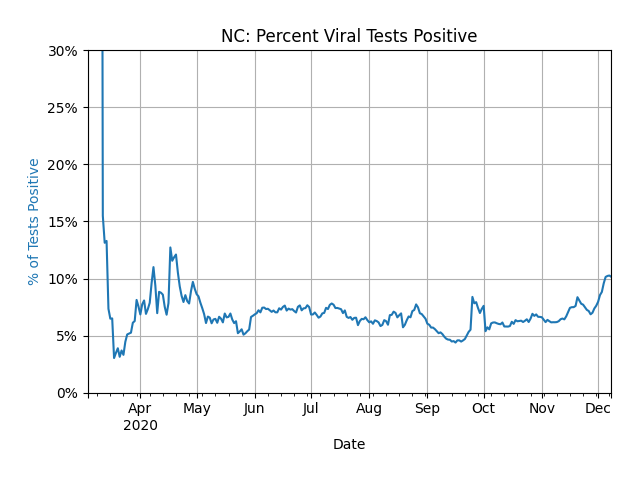 NC: Percent Viral Tests Positive
30%
25%
20%
15%
10%
5%
0%
% of Tests Positive
Apr May Jun Jul Aug Sep Oct Nov Dec
2020
Date